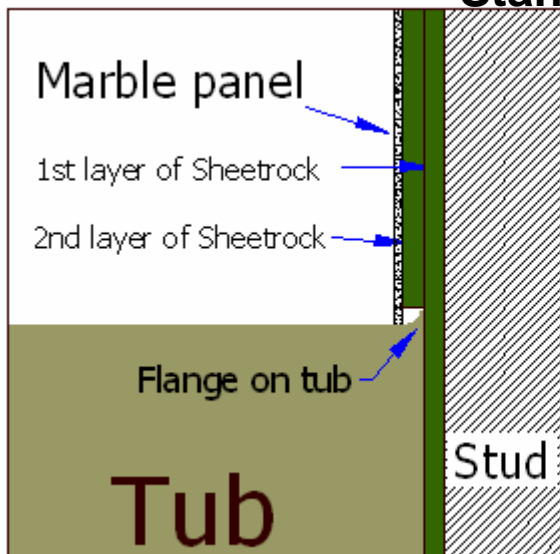 Marble panel
1st layer of Sheetrock
2nd layer of Sheetrock
Flange on tub
Stud
Tub